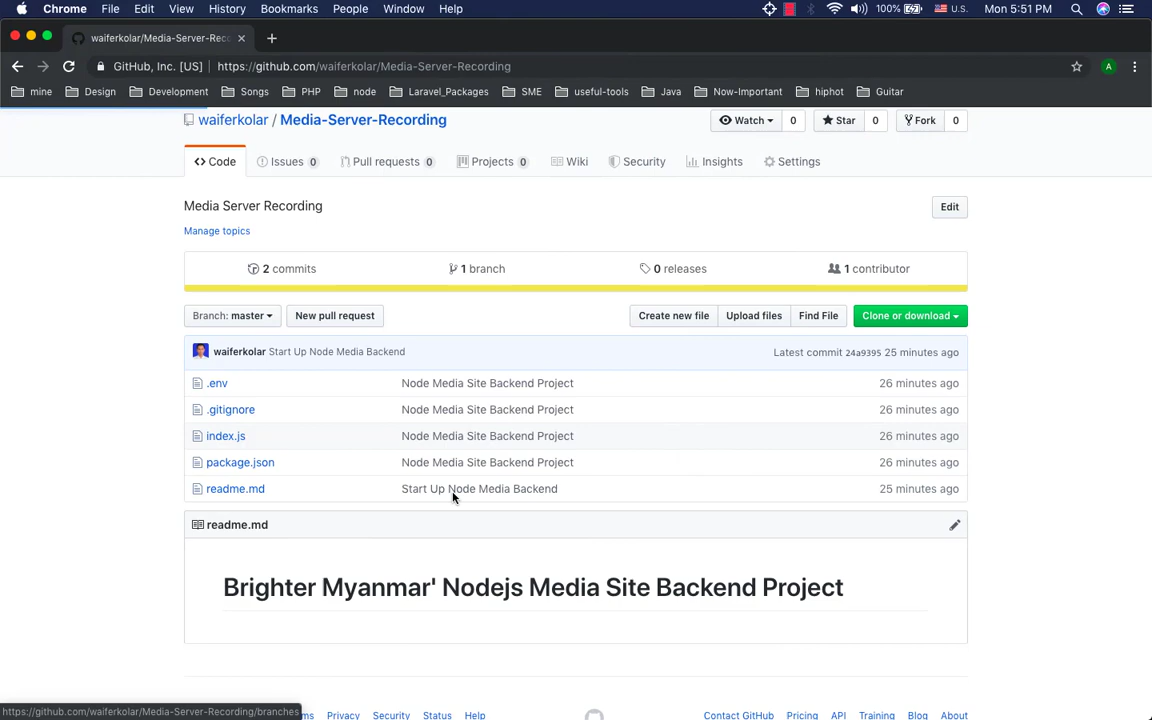 Chrome File Edit View History Bookmarks People Window Help 100% U.S. Mon 5:51 PM
waiferkolar/Media-Server-Reco
GitHub, Inc. [US] https://github.com/waiferkolar/Media-Server-Recording A
mine Design Development Songs PHP node Laravel_Packages SME useful-tools Java Now-Important hiphot Guitar
waiferkolar / Media-Server-Recording Watch 0 Star 0 Fork 0
Code Issues 0 Pull requests 0 Projects 0 Wiki Security Insights Settings
Media Server Recording Edit
Manage topics
2 commits 1 branch 0 releases 1 contributor
Branch: master New pull request Create new file Upload files Find File Clone or download
waiferkolar Start Up Node Media Backend Latest commit 24a9395 25 minutes ago
.env Node Media Site Backend Project 26 minutes ago
.gitignore Node Media Site Backend Project 26 minutes ago
index.js Node Media Site Backend Project 26 minutes ago
package.json Node Media Site Backend Project 26 minutes ago
readme.md Start Up Node Media Backend 25 minutes ago
readme.md
Brighter Myanmar' Nodejs Media Site Backend Project
https://github.com/waiferkolar/Media-Server-Recording/branches
Privacy Security Status Help Contact GitHub Pricing API Training Blog About